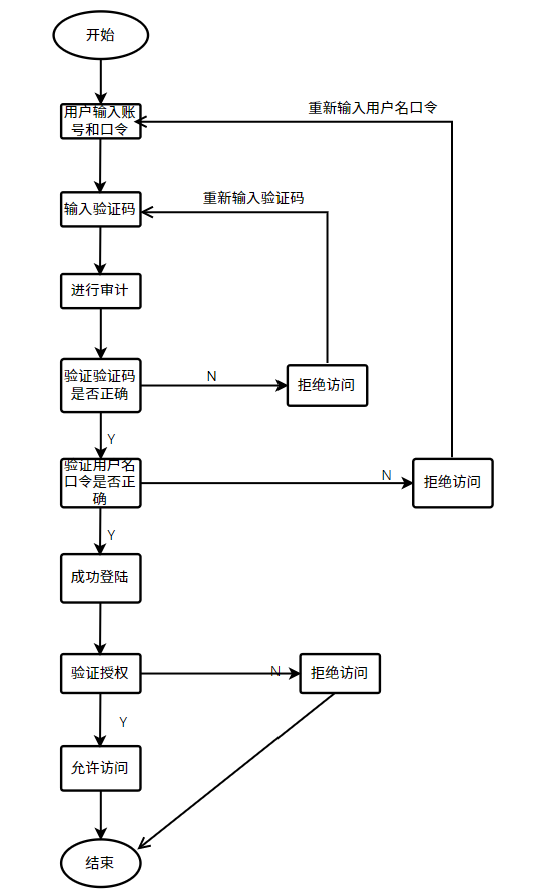 开始
用户输入账
号和口令
重新输入用户名口令
输入验证码
重新输入验证码
进行审计
验证验证码
是否正确
N
拒绝访问
Y
验证用户名
口令是否正
确
N
拒绝访问
Y
成功登陆
验证授权
N
拒绝访问
Y
允许访问
结束